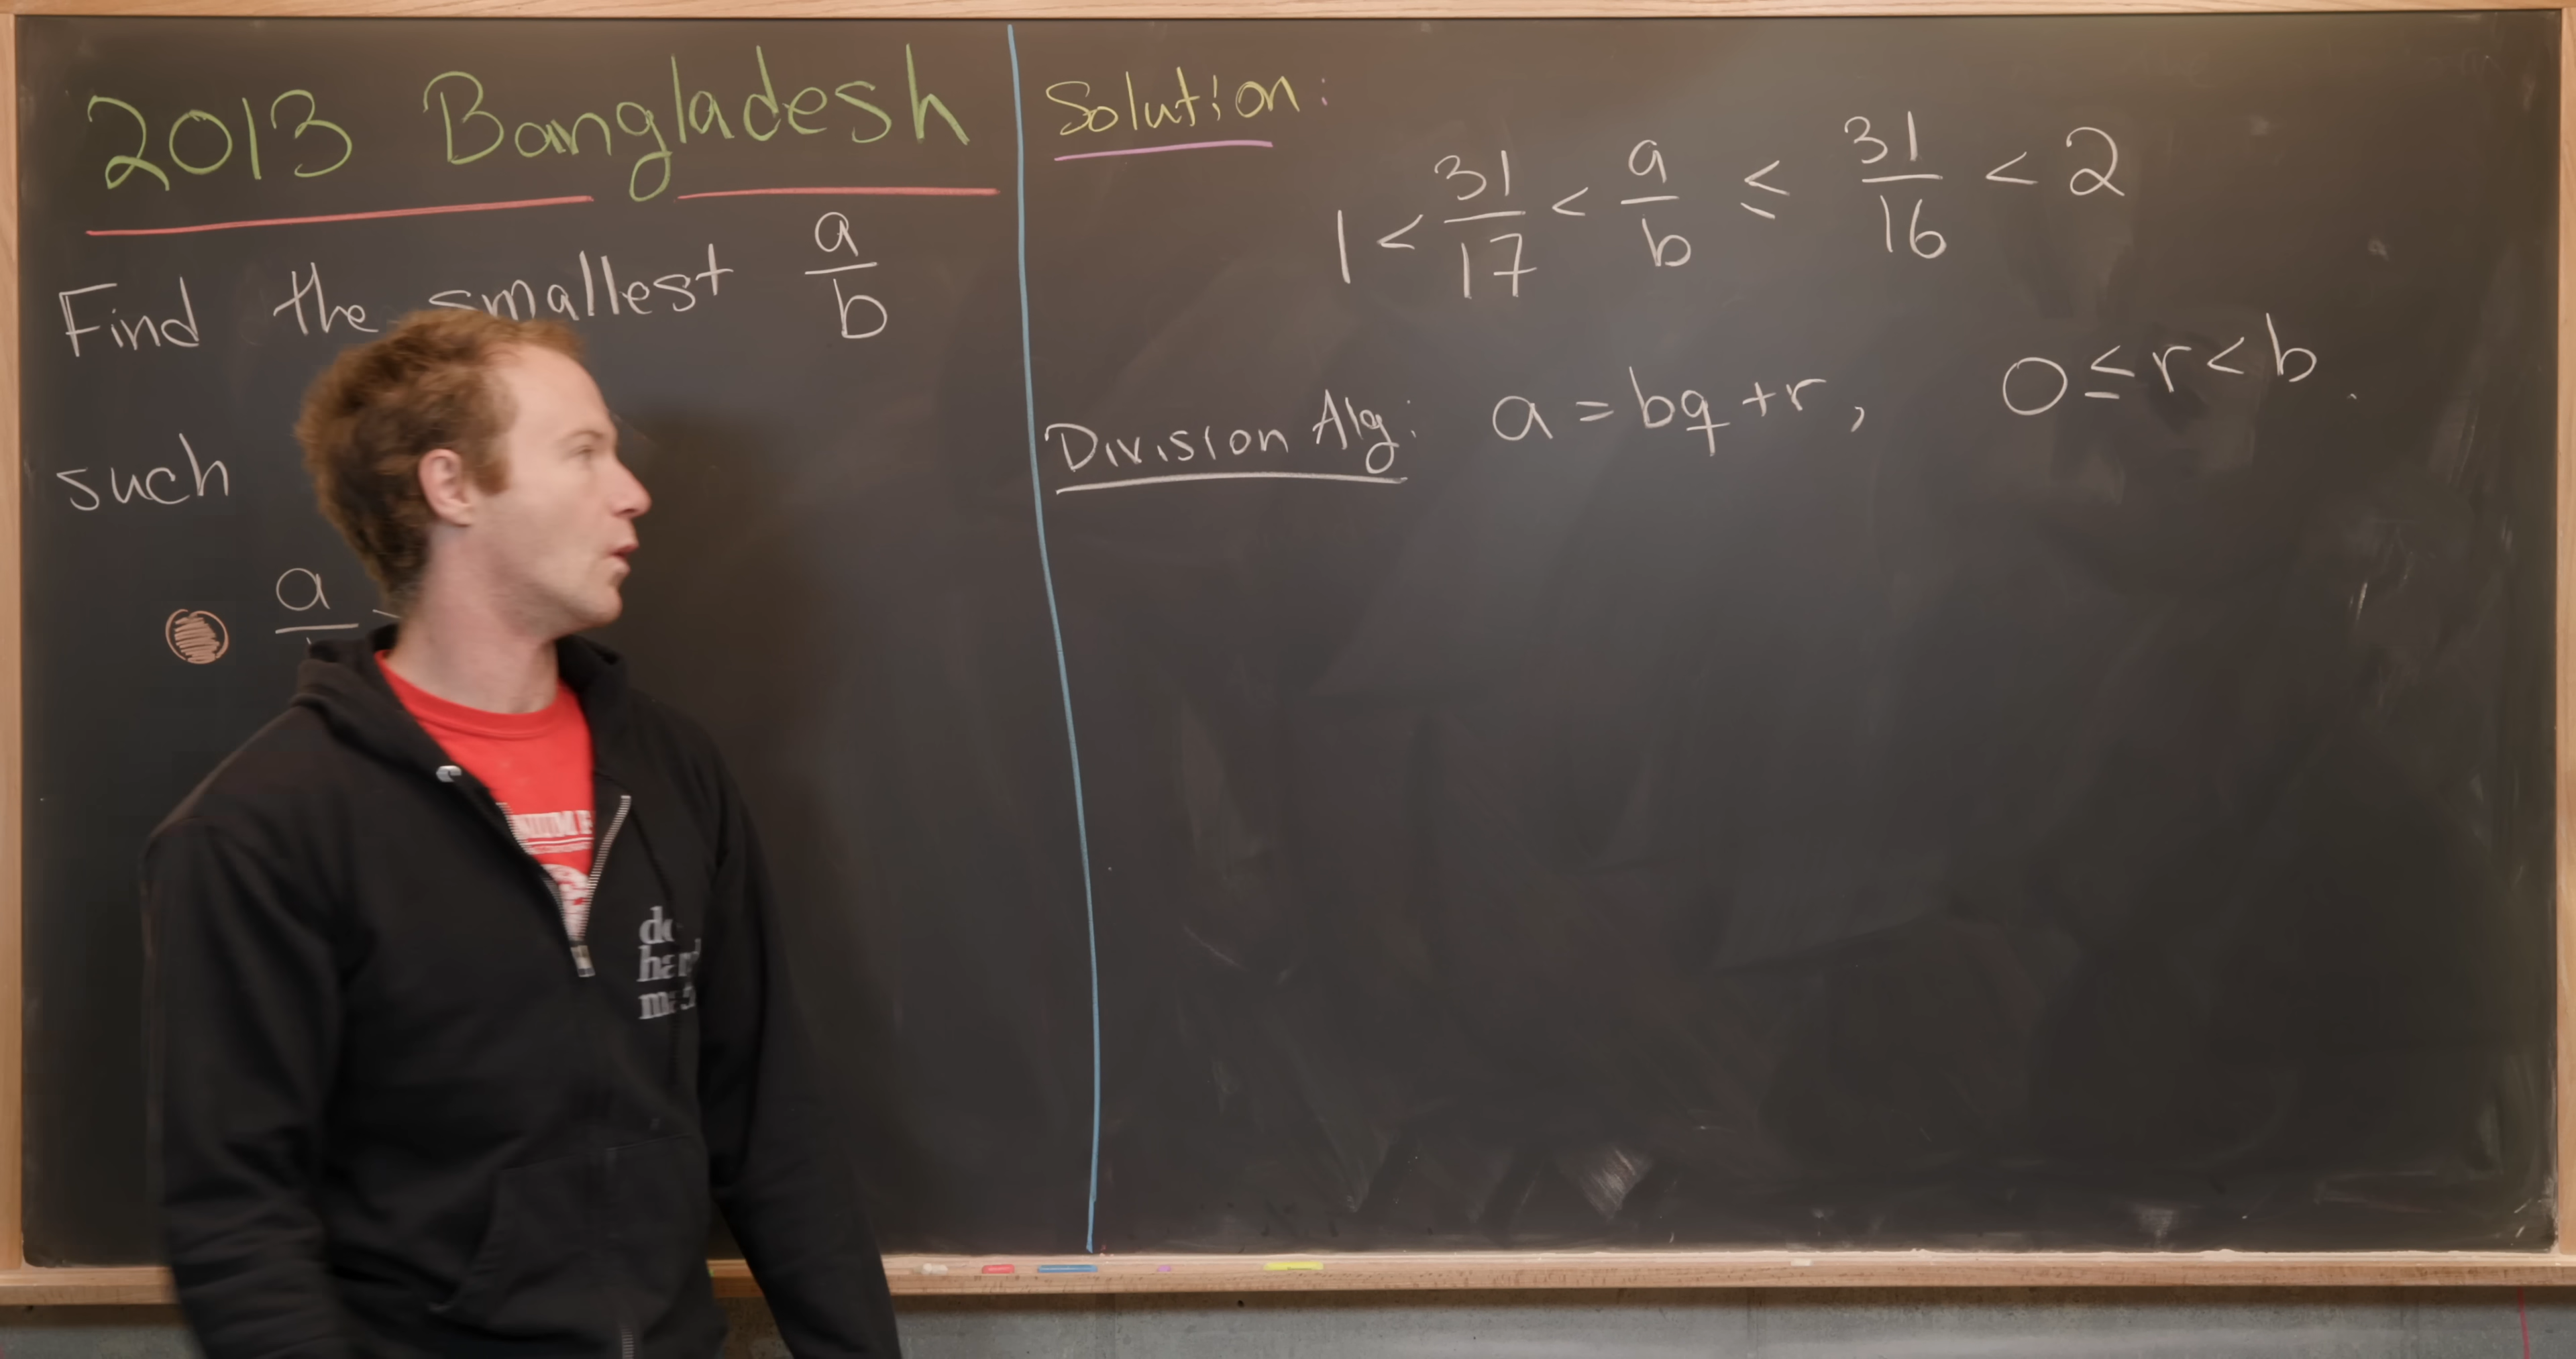 2013 Bangladesh
Find the smallest a/b
such
a
Solution:
1 < 31/17 < a/b ≤ 31/16 < 2
Division Alg: a = bq + r, 0 ≤ r < b.